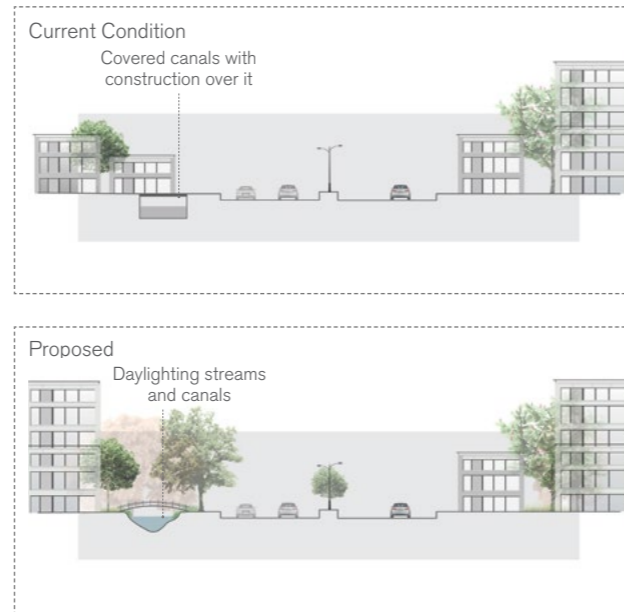 Current Condition
Covered canals with
construction over it
Proposed
Daylighting streams
and canals